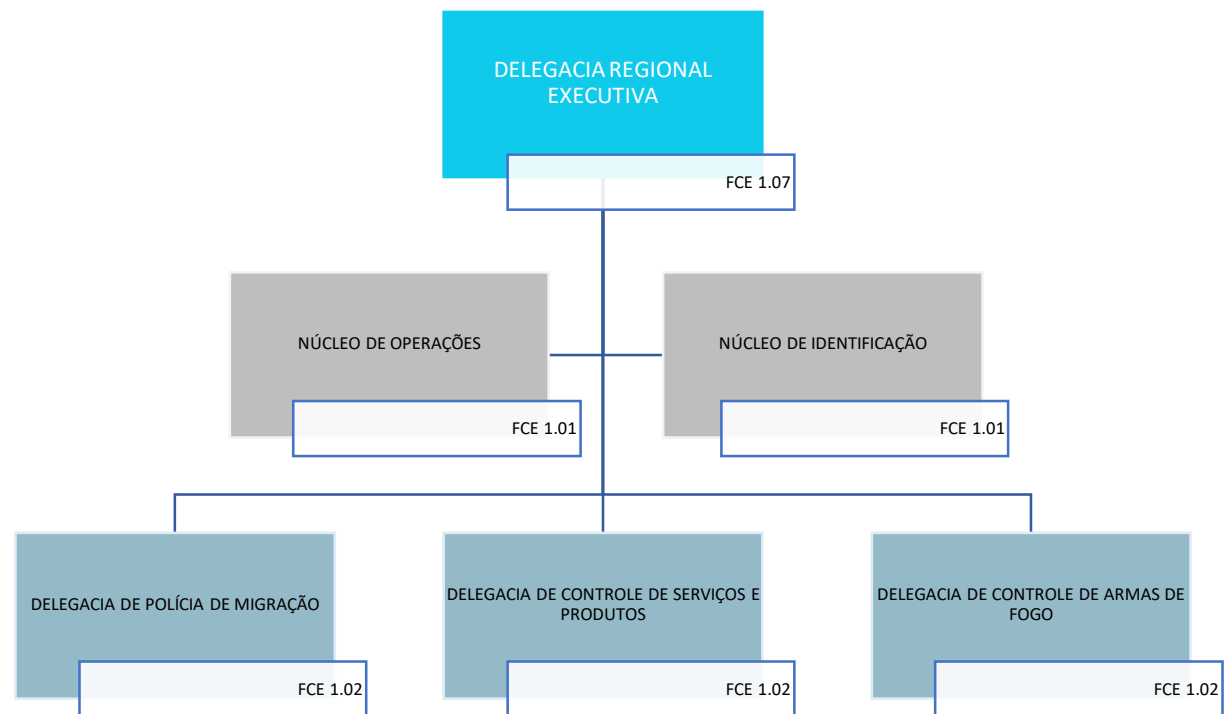 DELEGACIA REGIONAL
EXECUTIVA
FCE 1.07
NÚCLEO DE OPERAÇÕES
FCE 1.01
NÚCLEO DE IDENTIFICAÇÃO
FCE 1.01
DELEGACIA DE POLÍCIA DE MIGRAÇÃO
FCE 1.02
DELEGACIA DE CONTROLE DE SERVIÇOS E
PRODUTOS
FCE 1.02
DELEGACIA DE CONTROLE DE ARMAS DE
FOGO
FCE 1.02